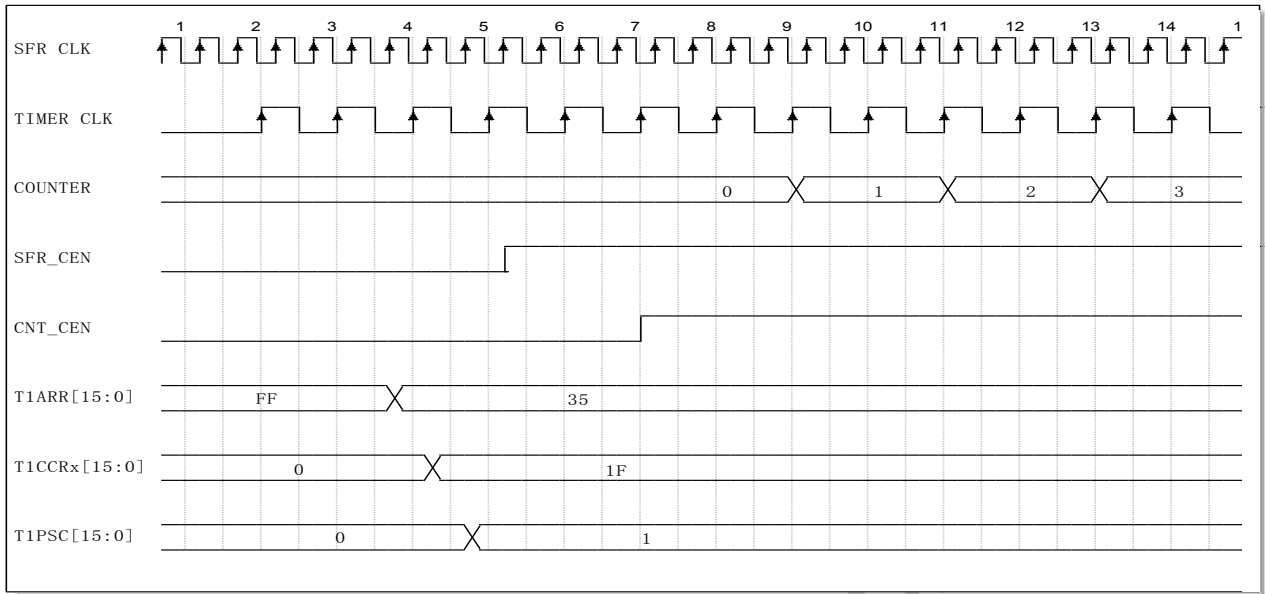 1 2 3 4 5 6 7 8 9 10 11 12 13 14 1
SFR CLK
TIMER CLK
COUNTER 0 1 2 3
SFR_CEN
CNT_CEN
T1ARR[15:0] FF 35
T1CCRx[15:0] 0 1F
T1PSC[15:0] 0 1